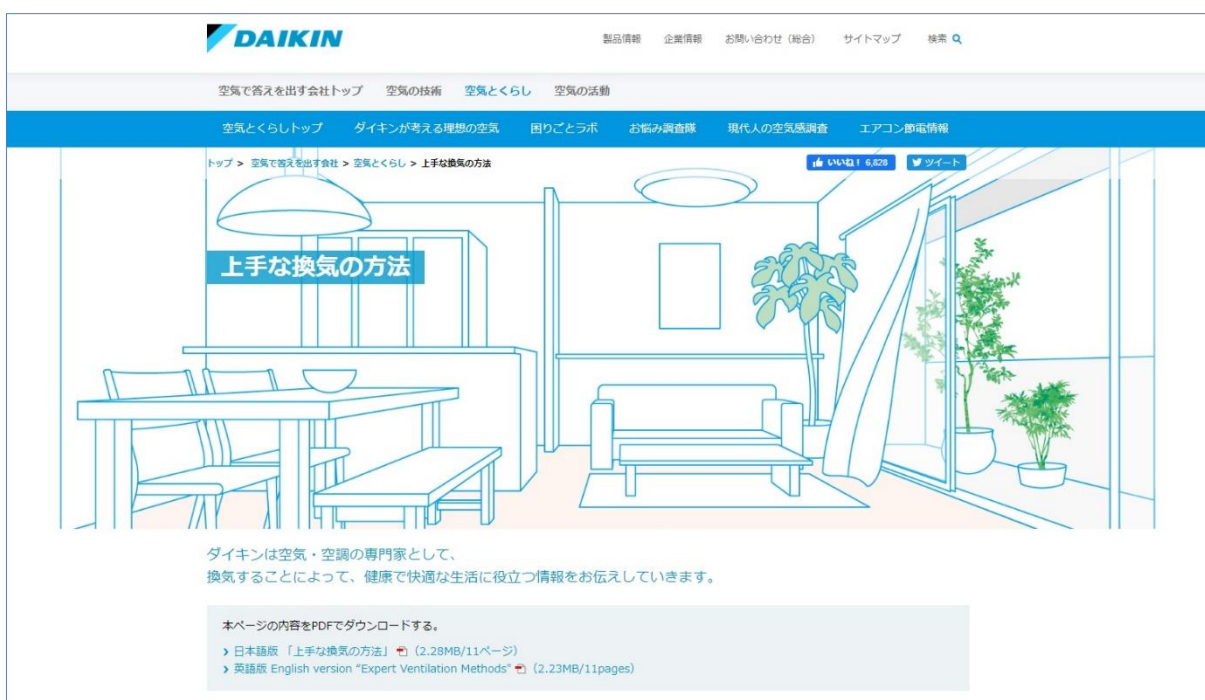 DAIKIN
製品情報 企業情報 お問い合わせ（総合） サイトマップ 検索
空気で答えを出す会社トップ 空気の技術 空気とくらし 空気の活動
空気とくらしトップ ダイキンが考える理想の空気 困りごとラボ お悩み調査隊 現代人の空気感調査 エアコン節電情報
トップ > 空気で答えを出す会社 > 空気とくらし > 上手な換気の方法
いいね！ 6,828 ツイート
上手な換気の方法
ダイキンは空気・空調の専門家として、
換気することによって、健康で快適な生活に役立つ情報をお伝えしていきます。
本ページの内容をPDFでダウンロードする。
日本語版 「上手な換気の方法」 （2.28MB/11ページ）
英語版 English version “Expert Ventilation Methods” （2.23MB/11pages）